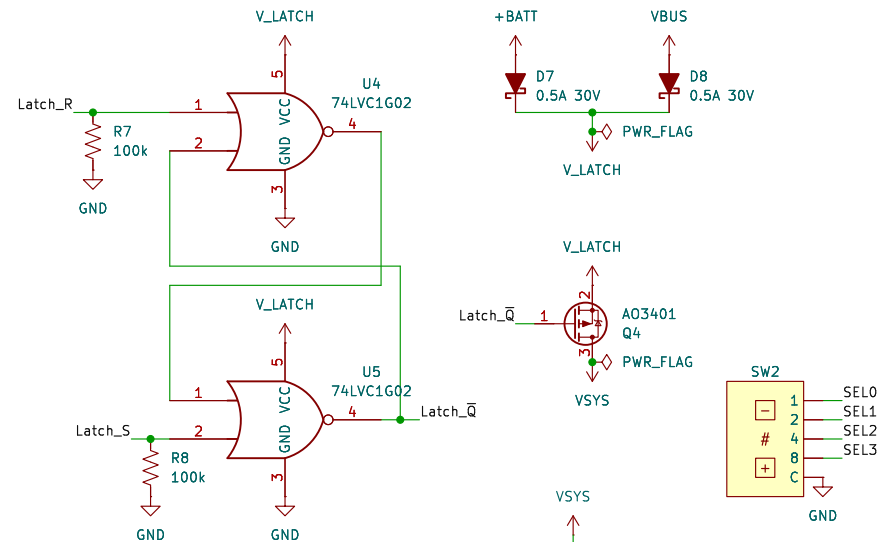 V_LATCH
+BATT
VBUS
5
U4
74LVC1G02
D7
0.5A 30V
D8
0.5A 30V
Latch_R
1
VCC
4
PWR_FLAG
R7
100k
2
GND
V_LATCH
3
GND
GND
V_LATCH
2
V_LATCH
Latch_Q̅
1
AO3401
Q4
3
PWR_FLAG
5
U5
74LVC1G02
VSYS
SW2
1
VCC
4
Latch_Q̅
Latch_S
2
GND
R8
100k
3
GND
GND
−
#
+
1
2
4
8
C
SEL0
SEL1
SEL2
SEL3
GND
VSYS